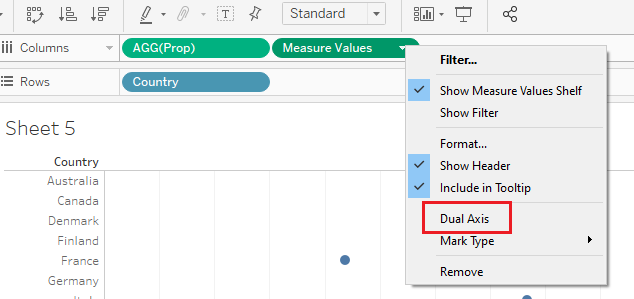 Standard
Columns
AGG(Prop)
Measure Values
Rows
Country
Sheet 5
Country
Australia
Canada
Denmark
Finland
France
Germany
Filter...
Show Measure Values Shelf
Show Filter
Format...
Show Header
Include in Tooltip
Dual Axis
Mark Type
Remove